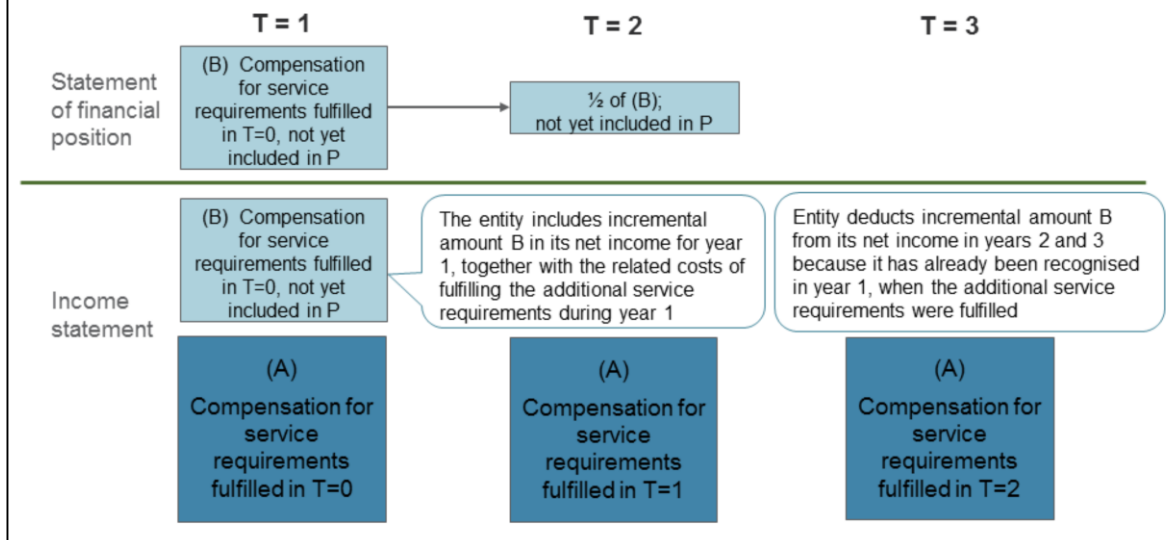 T = 1
T = 2
T = 3
Statement
of financial
position
(B) Compensation
for service
requirements fulfilled
in T=0, not yet
included in P
½ of (B);
not yet included in P
Income
statement
(B) Compensation
for service
requirements fulfilled
in T=0, not yet
included in P
The entity includes incremental
amount B in its net income for year
1, together with the related costs of
fulfilling the additional service
requirements during year 1
Entity deducts incremental amount B
from its net income in years 2 and 3
because it has already been recognised
in year 1, when the additional service
requirements were fulfilled
(A)
Compensation for
service
requirements
fulfilled in T=0
(A)
Compensation for
service
requirements
fulfilled in T=1
(A)
Compensation for
service
requirements
fulfilled in T=2